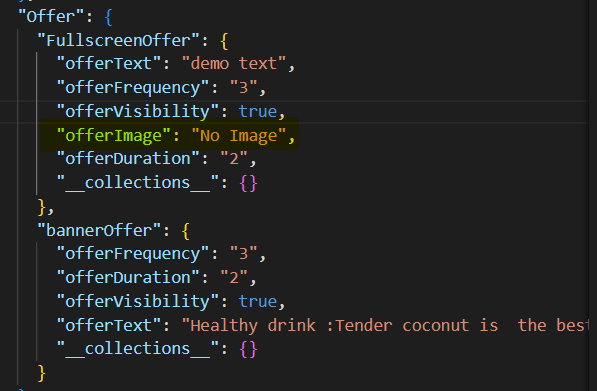 "Offer": {
"FullscreenOffer": {
"offerText": "demo text",
"offerFrequency": "3",
"offerVisibility": true,
"offerImage": "No Image",
"offerDuration": "2",
"__collections__": {}
},
"bannerOffer": {
"offerFrequency": "3",
"offerDuration": "2",
"offerVisibility": true,
"offerText": "Healthy drink :Tender coconut is  the best
"__collections__": {}
}